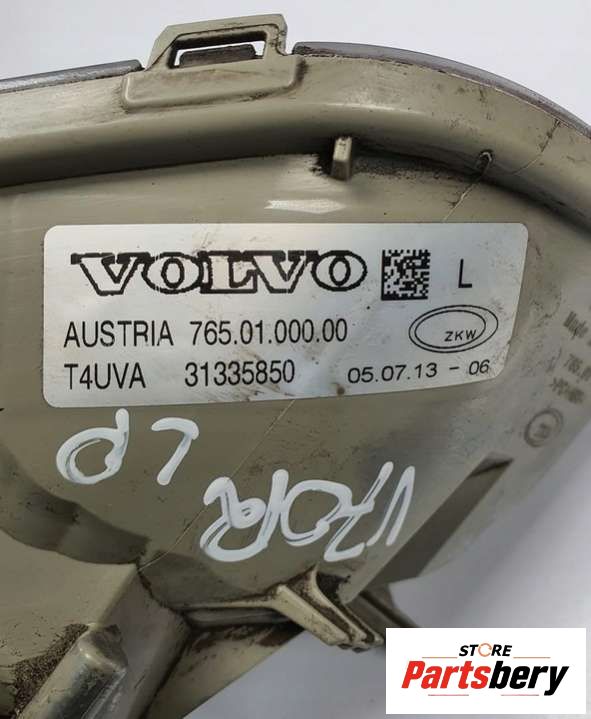 VOLVO L
AUSTRIA 765.01.000.00 ZKW
T4UVA 31335850 05.07.13 - 06
LP
V70R
STORE
Partsbery